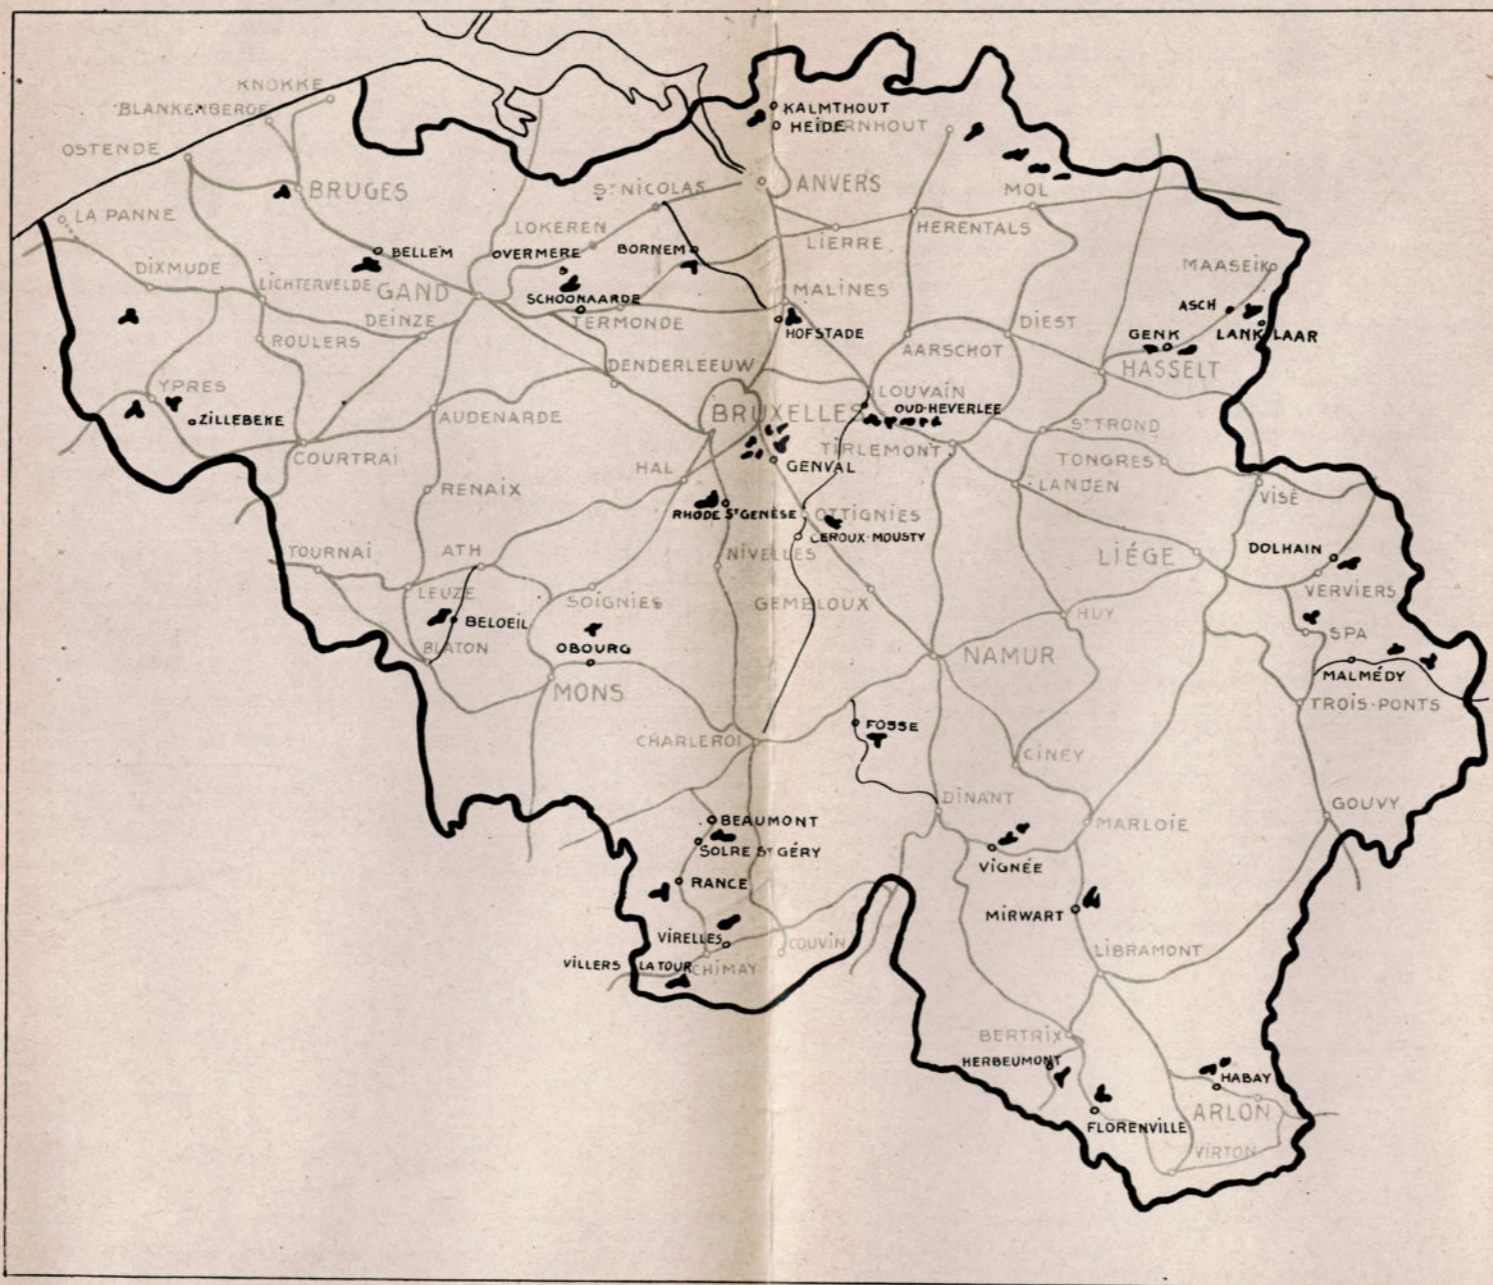 KNOKKE
BLANKENBERGE
KALMTHOUT
HEIDE
OSTENDE
BRUGES
ST NICOLAS
ANVERS
MOL
LA PANNE
LOKEREN
HERENTALS
LIERRE
BELLEM
OVERMERE
BORNEM
DIXMUDE
LICHTERVELDE
GAND
MALINES
MAASEIK
SCHOONAARDE
ASCH
DEINZE
TERMONDE
HOFSTADE
DIEST
GENK
LANKLAAR
ROULERS
AARSCHOT
DENDERLEEUW
HASSELT
YPRES
LOUVAIN
ZILLEBEKE
AUDENARDE
BRUXELLES
OUD-HEVERLEE
ST TROND
COURTRAI
TIRLEMONT
TONGRES
HAL
GENVAL
RENAIX
LANDEN
VISÉ
RHODE ST GENÈSE
OTTIGNIES
CEROUX-MOUSTY
TOURNAI
ATH
NIVELLES
LIÉGE
DOLHAIN
LEUZE
SOIGNIES
GEMBLOUX
HUY
VERVIERS
BELOEIL
SPA
BLATON
OBOURG
NAMUR
MALMÉDY
MONS
TROIS-PONTS
FOSSE
CHARLEROI
CINEY
DINANT
GOUVY
BEAUMONT
MARLOIE
SOLRE ST GÉRY
VIGNÉE
RANCE
MIRWART
VIRELLES
COUVIN
LIBRAMONT
VILLERS LA TOUR
CHIMAY
BERTRIX
HERBEUMONT
HABAY
ARLON
FLORENVILLE
VIRTON